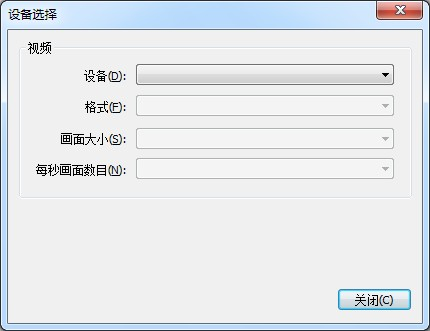 设备选择
视频
设备(D):
格式(F):
画面大小(S):
每秒画面数目(N):
关闭(C)